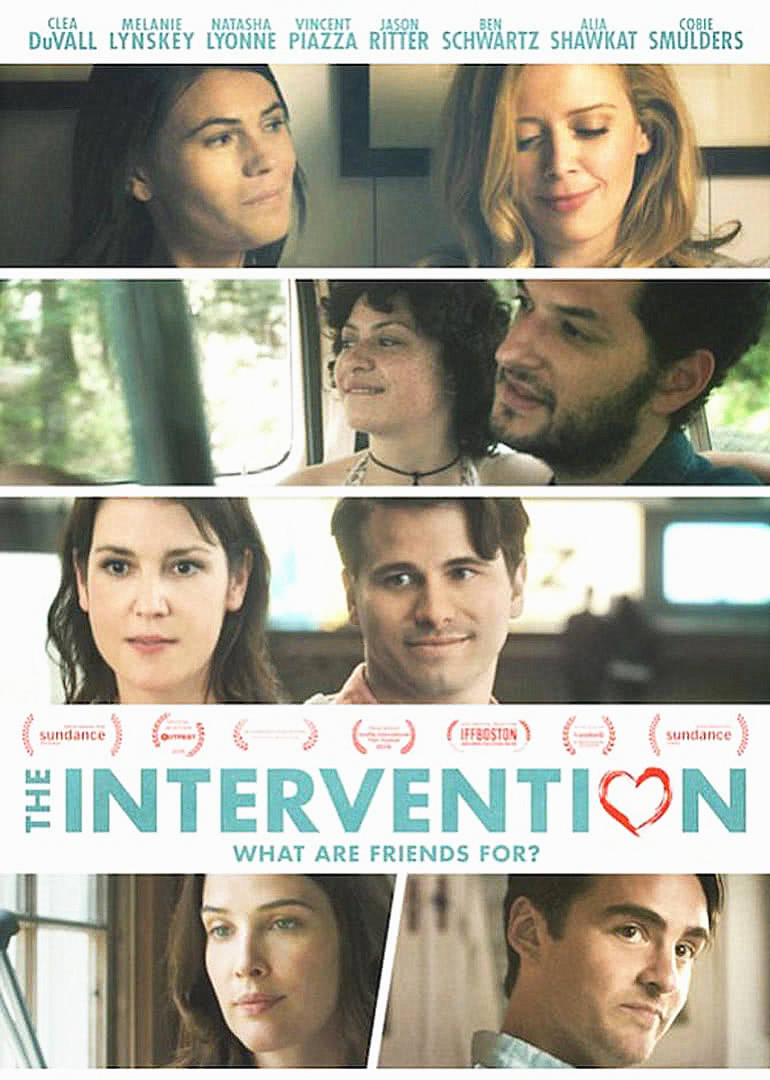 CLEA DuVALL
MELANIE LYNSKEY
NATASHA LYONNE
VINCENT PIAZZA
JASON RITTER
BEN SCHWARTZ
ALIA SHAWKAT
COBIE SMULDERS
sundance
OUTFEST
IFFBOSTON
sundance
THE INTERVENTION
WHAT ARE FRIENDS FOR?